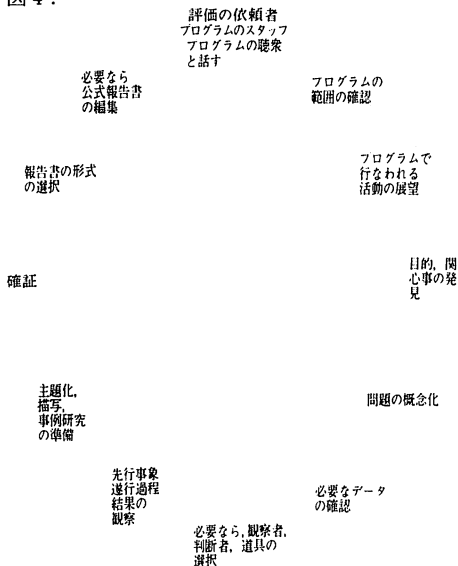 図4.
評価の依頼者
プログラムのスタッフ
プログラムの聴衆
と話す
プログラムの
範囲の確認
プログラムで
行なわれる
活動の展望
目的, 関
心事の発
見
問題の概念化
必要なデータ
の確認
必要なら, 観察者,
判断者, 道具の
選択
先行事象
遂行過程
結果の
観察
主題化,
描写,
事例研究
の準備
確証
報告書の形式
の選択
必要なら
公式報告書
の編集